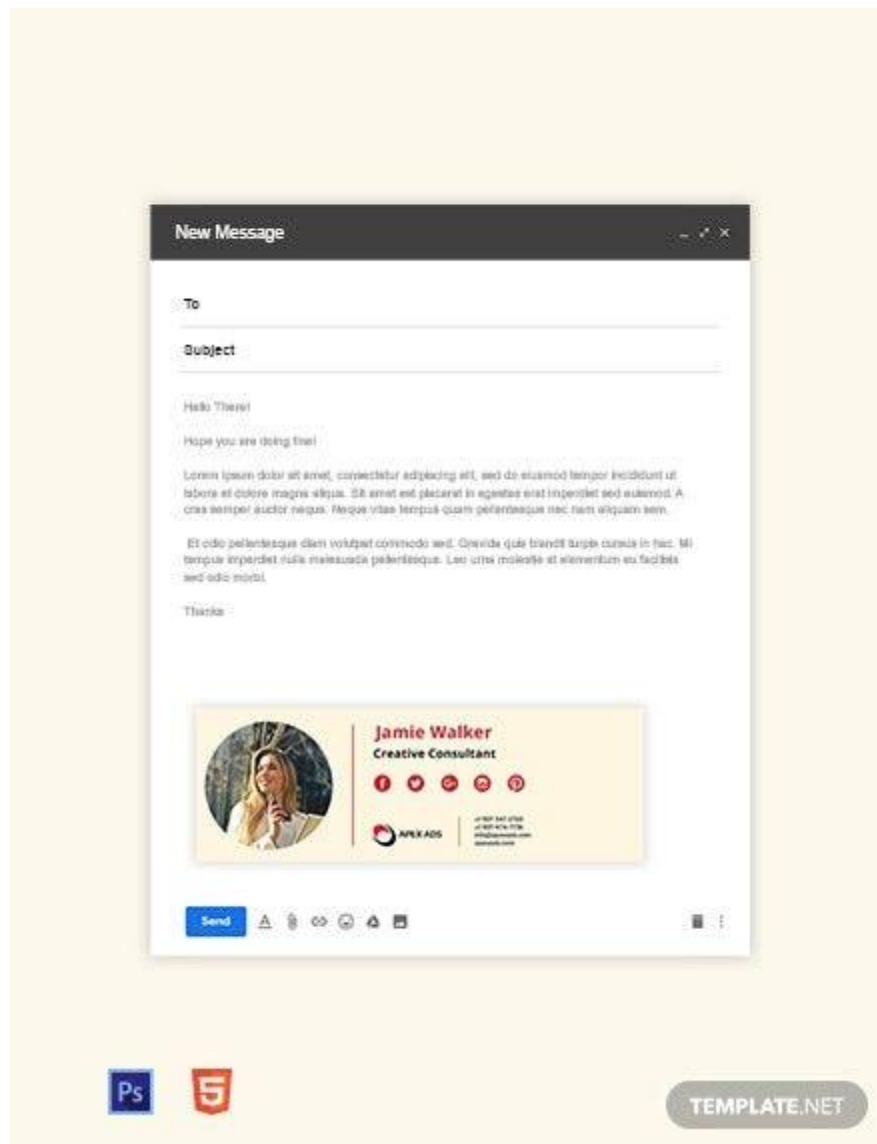 New Message
To
Subject
Hello There!
Hope you are doing fine!
Lorem ipsum dolor sit amet, consectetur adipiscing elit, sed do eiusmod tempor incididunt ut
labore et dolore magna aliqua. Sit amet est placerat in egestas erat imperdiet sed euismod. A
cras semper auctor neque. Neque vitae tempus quam pellentesque nec nam aliquam sem.
Et odio pellentesque diam volutpat commodo sed. Gravida quis blandit turpis cursus in hac. Mi
tempus imperdiet nulla malesuada pellentesque. Leo urna molestie at elementum eu facilisis
sed odio morbi.
Thanks
Jamie Walker
Creative Consultant
APEX ADS
Send
Ps
5
TEMPLATE.NET